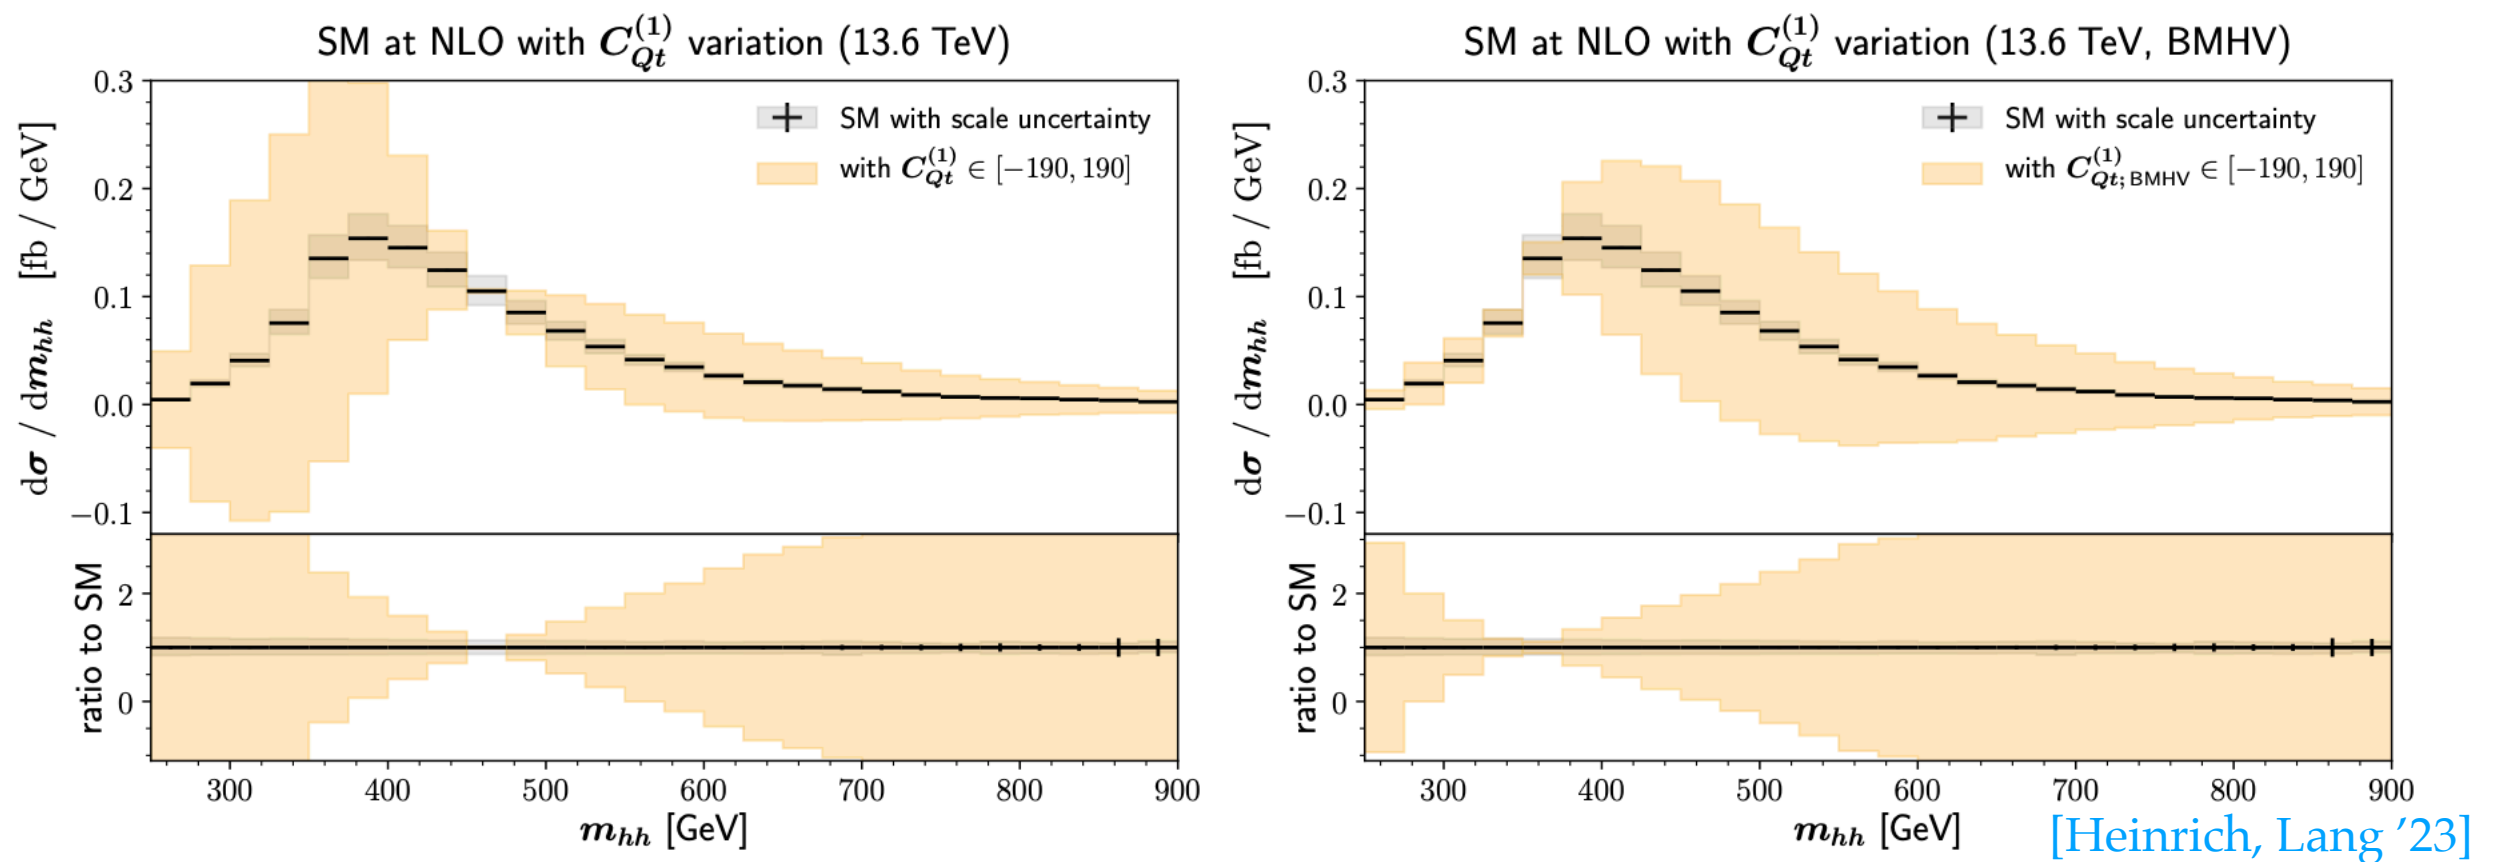 SM at NLO with C_{Qt}^{(1)} variation (13.6 TeV)
dσ / dm_{hh} [fb / GeV]
0.3
0.2
0.1
0.0
−0.1
SM with scale uncertainty
with C_{Qt}^{(1)} ∈ [−190, 190]
ratio to SM
2
0
300 400 500 600 700 800 900
m_{hh} [GeV]
SM at NLO with C_{Qt}^{(1)} variation (13.6 TeV, BMHV)
dσ / dm_{hh} [fb / GeV]
0.3
0.2
0.1
0.0
−0.1
SM with scale uncertainty
with C_{Qt; BMHV}^{(1)} ∈ [−190, 190]
ratio to SM
2
0
300 400 500 600 700 800 900
m_{hh} [GeV]
[Heinrich, Lang ’23]